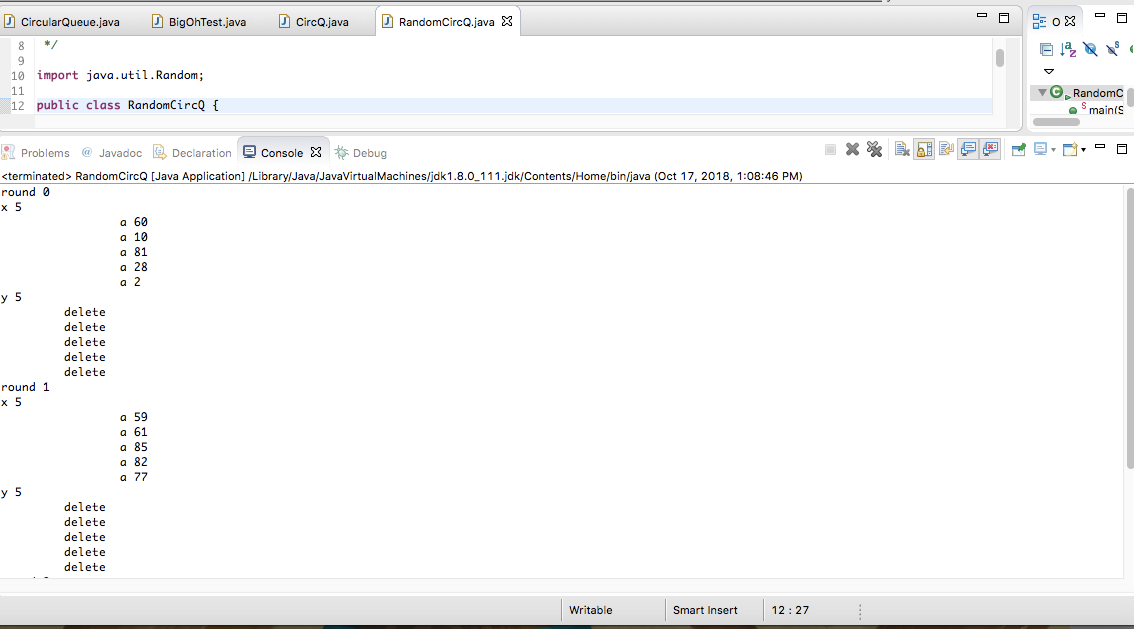 CircularQueue.java BigOhTest.java CircQ.java RandomCircQ.java O
8 */
9
10 import java.util.Random;
11
12 public class RandomCircQ {
RandomC
main(S
Problems Javadoc Declaration Console Debug
<terminated> RandomCircQ [Java Application] /Library/Java/JavaVirtualMachines/jdk1.8.0_111.jdk/Contents/Home/bin/java (Oct 17, 2018, 1:08:46 PM)
round 0
x 5
a 60
a 10
a 81
a 28
a 2
y 5
delete
delete
delete
delete
delete
round 1
x 5
a 59
a 61
a 85
a 82
a 77
y 5
delete
delete
delete
delete
delete
Writable Smart Insert 12 : 27